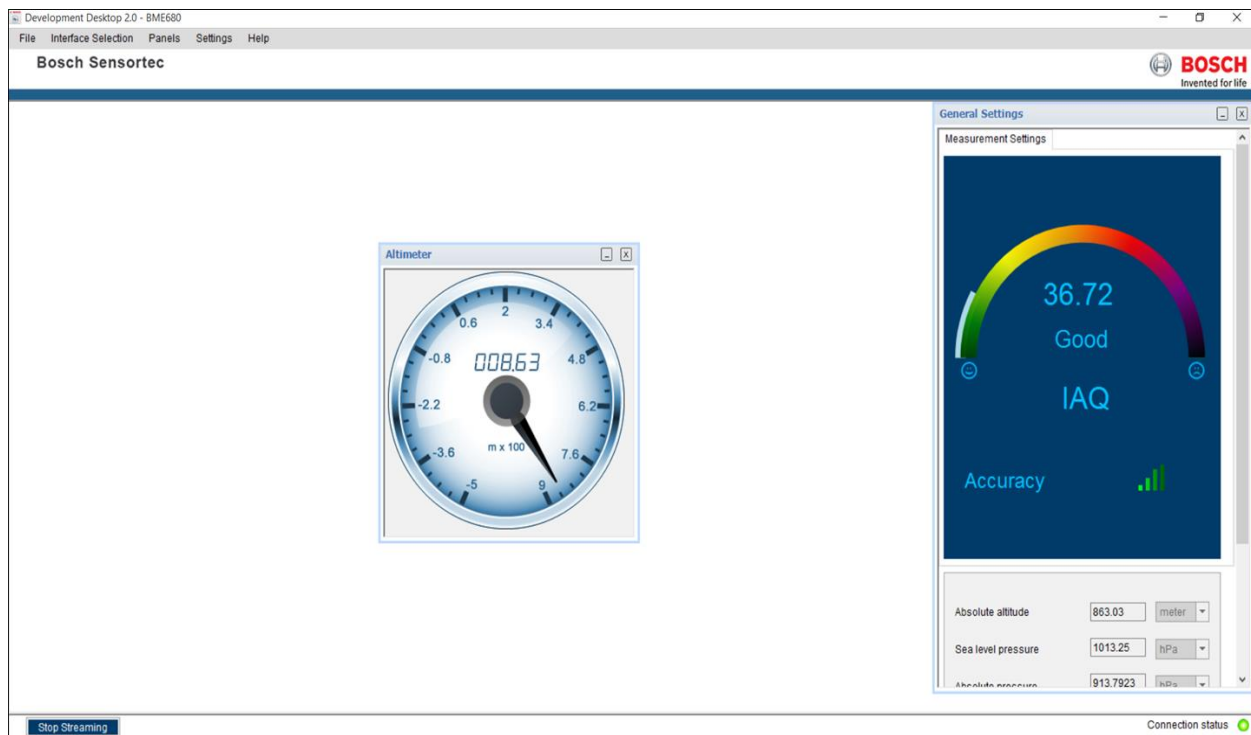 Development Desktop 2.0 - BME680
File Interface Selection Panels Settings Help
Bosch Sensortec
BOSCH
Invented for life
General Settings
Measurement Settings
36.72
Good
IAQ
Accuracy
Altimeter
2
0.6
3.4
-0.8
008.63
4.8
-2.2
6.2
-3.6
m x 100
7.6
-5
9
Absolute altitude 863.03 meter
Sea level pressure 1013.25 hPa
Absolute pressure 913.7923 hPa
Stop Streaming
Connection status